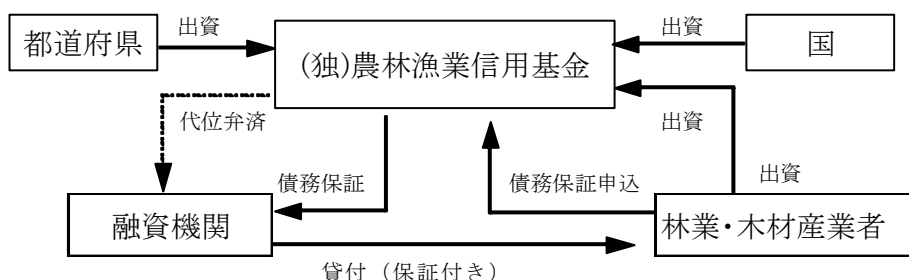 出資
出資
都道府県
国
(独)農林漁業信用基金
代位弁済
出資
債務保証
債務保証申込
出資
融資機関
林業・木材産業者
貸付（保証付き）